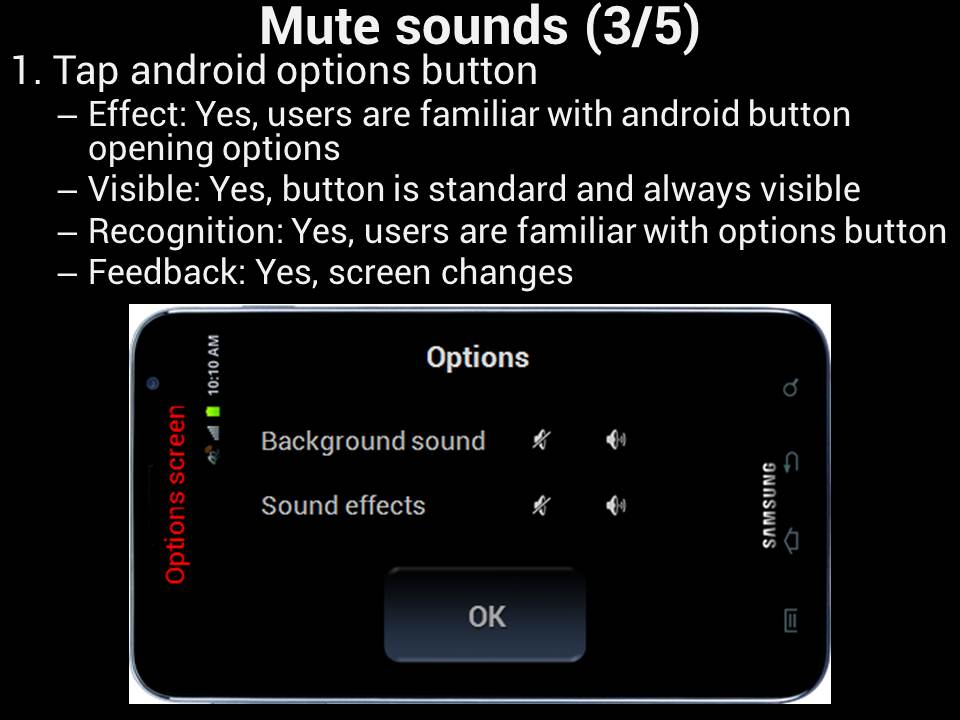 Mute sounds (3/5)
1. Tap android options button
– Effect: Yes, users are familiar with android button
opening options
– Visible: Yes, button is standard and always visible
– Recognition: Yes, users are familiar with options button
– Feedback: Yes, screen changes
Options screen
10:10 AM
Options
Background sound
Sound effects
OK
SAMSUNG